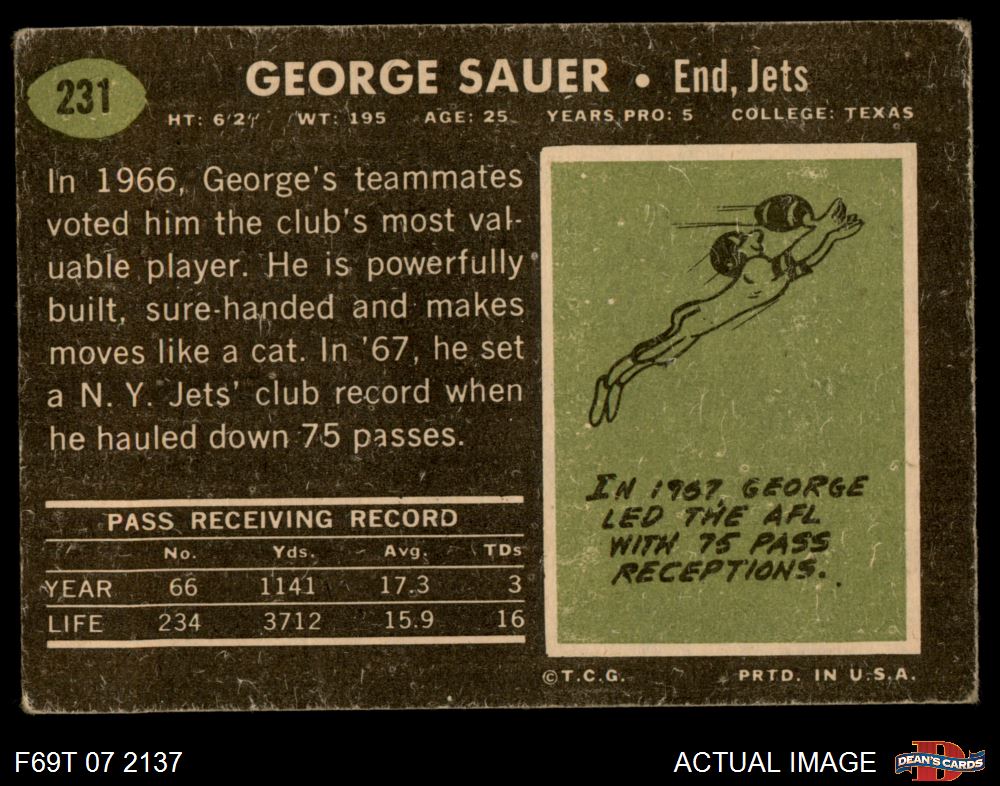 231
GEORGE SAUER • End, Jets
HT: 6'2" WT: 195 AGE: 25 YEARS PRO: 5 COLLEGE: TEXAS
In 1966, George's teammates
voted him the club's most val-
uable player. He is powerfully
built, sure-handed and makes
moves like a cat. In '67, he set
a N. Y. Jets' club record when
he hauled down 75 passes.
PASS RECEIVING RECORD
No. Yds. Avg. TDs
YEAR 66 1141 17.3 3
LIFE 234 3712 15.9 16
IN 1967 GEORGE
LED THE AFL
WITH 75 PASS
RECEPTIONS.
©T.C.G. PRTD. IN U.S.A.
F69T 07 2137
ACTUAL IMAGE
D
DEAN'S CARDS